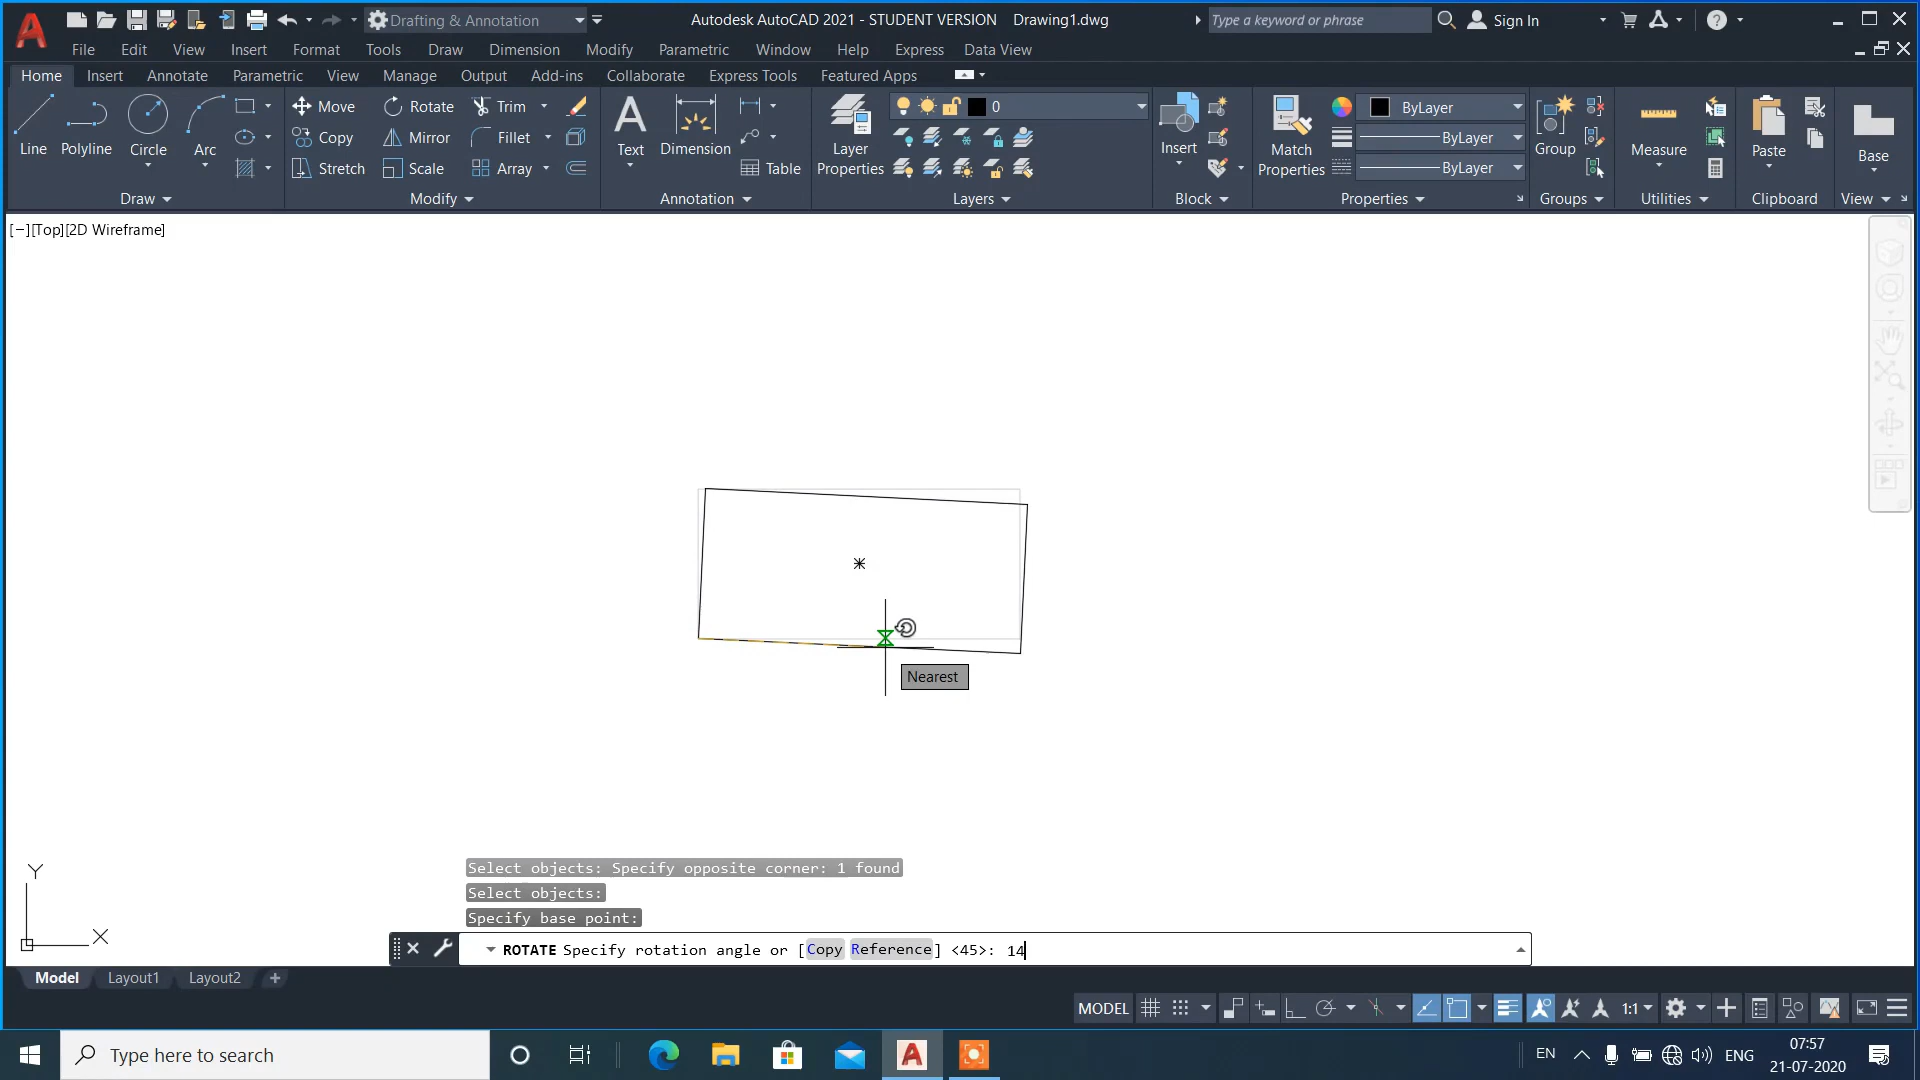 Drafting & Annotation
Autodesk AutoCAD 2021 - STUDENT VERSION Drawing1.dwg
Type a keyword or phrase
Sign In
File Edit View Insert Format Tools Draw Dimension Modify Parametric Window Help Express Data View
Home Insert Annotate Parametric View Manage Output Add-ins Collaborate Express Tools Featured Apps
Line Polyline Circle Arc
Move Rotate Trim
Copy Mirror Fillet
Stretch Scale Array
Text Dimension Table
Layer Properties
0
Insert
Match Properties
ByLayer
ByLayer
ByLayer
Group Measure Paste Base
Draw Modify Annotation Layers Block Properties Groups Utilities Clipboard View
[−][Top][2D Wireframe]
Nearest
Y
X
Select objects: Specify opposite corner: 1 found
Select objects:
Specify base point:
ROTATE Specify rotation angle or [Copy Reference] <45>: 14
Model Layout1 Layout2 +
MODEL 1:1
Type here to search
EN ENG
07:57
21-07-2020